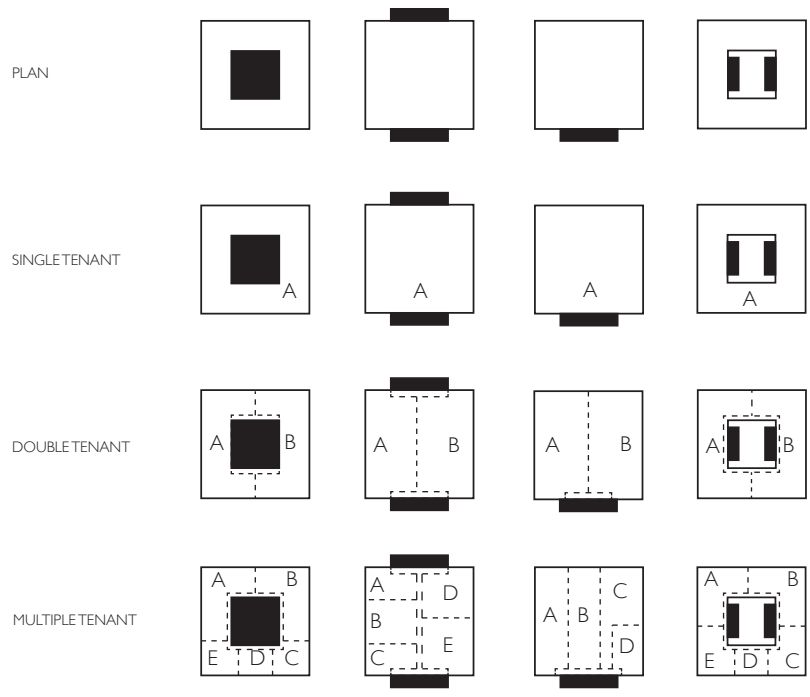 PLAN
SINGLE TENANT
A
A
A
A
DOUBLE TENANT
A B
A B
A B
A B
MULTIPLE TENANT
A B
E D C
A D
B
C E
A B C
D
A B
E D C